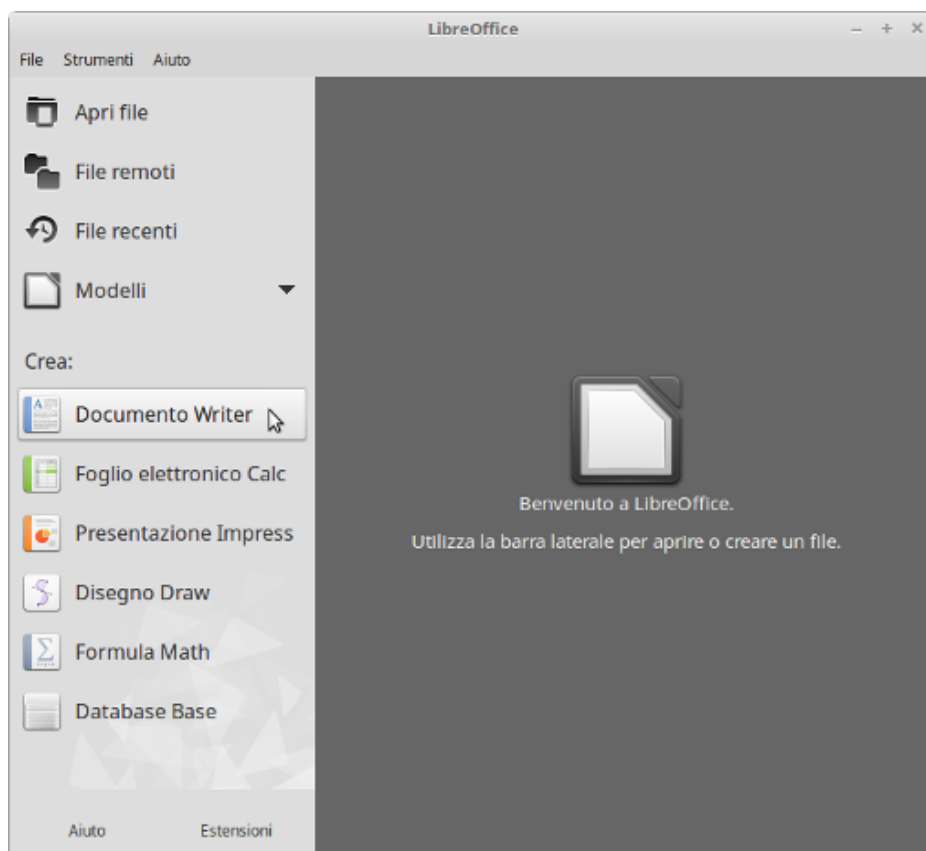 LibreOffice
File Strumenti Aiuto
Apri file
File remoti
File recenti
Modelli
Crea:
Documento Writer
Foglio elettronico Calc
Presentazione Impress
Disegno Draw
Formula Math
Database Base
Aiuto Estensioni
Benvenuto a LibreOffice.
Utilizza la barra laterale per aprire o creare un file.